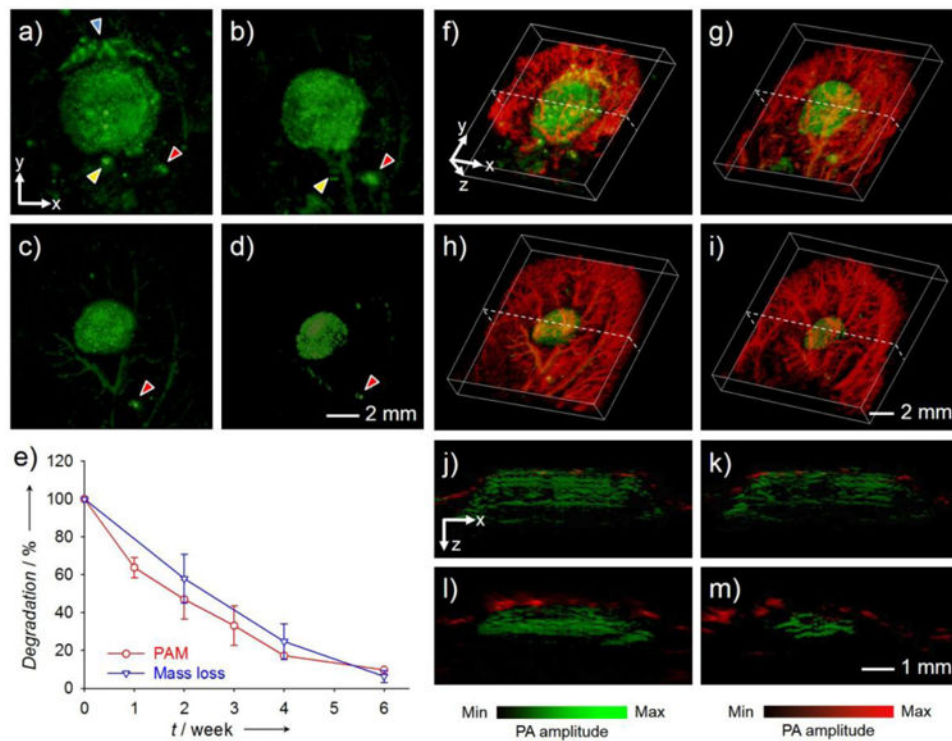 a)
b)
y
x
c)
d)
2 mm
e)
120
100
80
60
40
20
0
Degradation / %
PAM
Mass loss
0 1 2 3 4 5 6
t / week
f)
g)
y
x
z
h)
i)
2 mm
j)
k)
x
z
l)
m)
1 mm
Min Max
PA amplitude
Min Max
PA amplitude